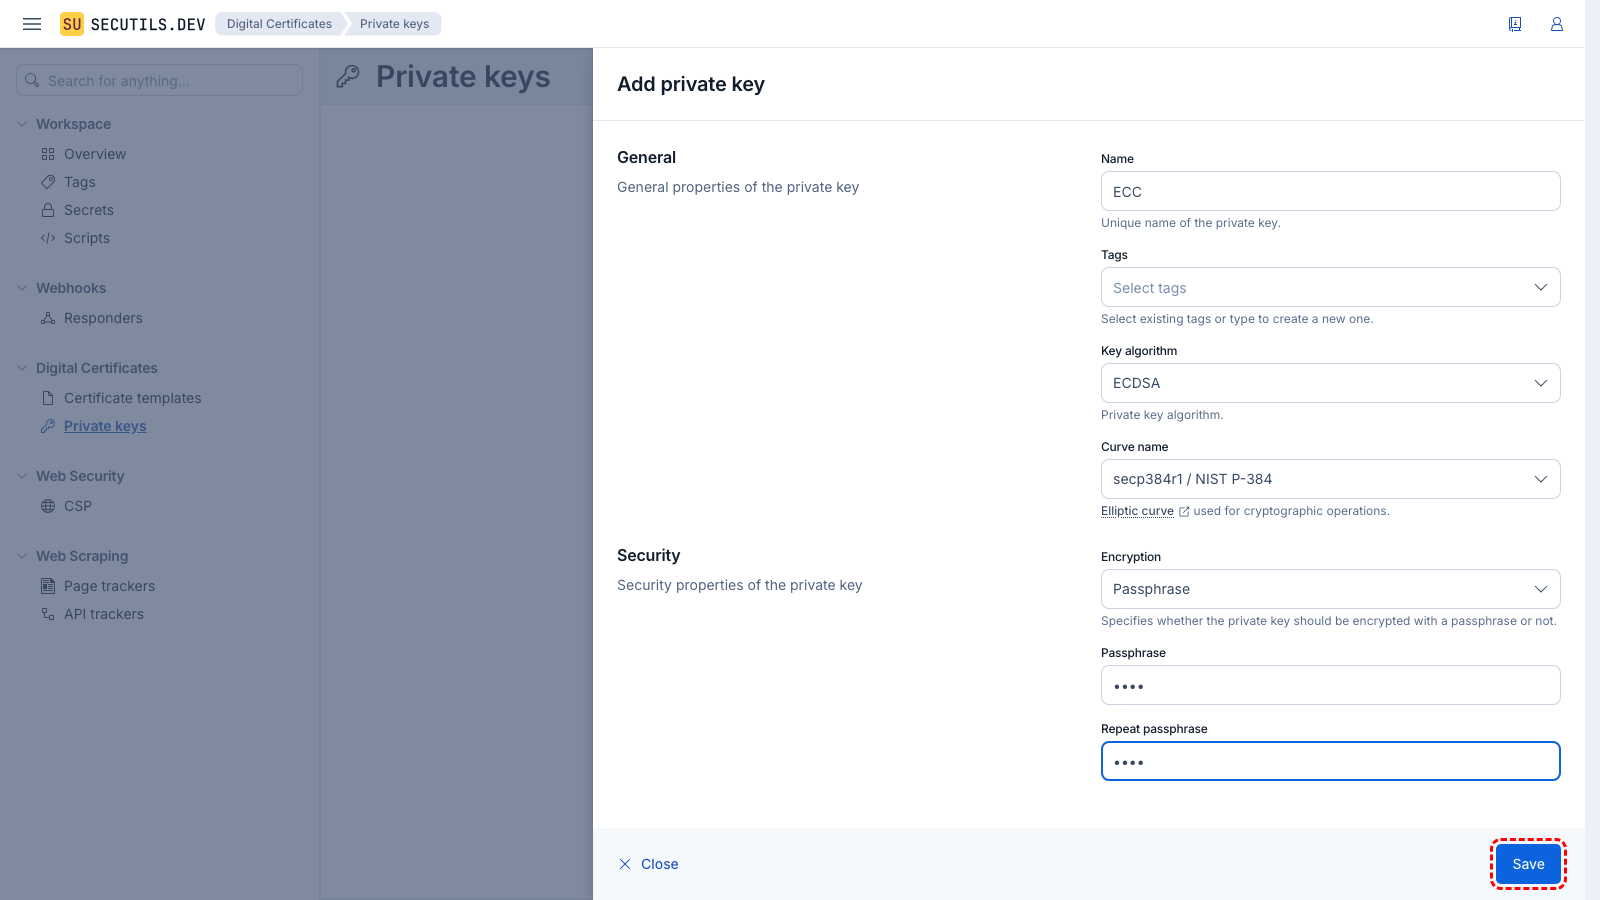 SU SECUTILS.DEV
Digital Certificates
Private keys
Search for anything...
Workspace
Overview
Tags
Secrets
Scripts
Webhooks
Responders
Digital Certificates
Certificate templates
Private keys
Web Security
CSP
Web Scraping
Page trackers
API trackers
Private keys
Add private key
General
General properties of the private key
Name
ECC
Unique name of the private key.
Tags
Select tags
Select existing tags or type to create a new one.
Key algorithm
ECDSA
Private key algorithm.
Curve name
secp384r1 / NIST P-384
Elliptic curve used for cryptographic operations.
Security
Security properties of the private key
Encryption
Passphrase
Specifies whether the private key should be encrypted with a passphrase or not.
Passphrase
••••
Repeat passphrase
••••
Close
Save